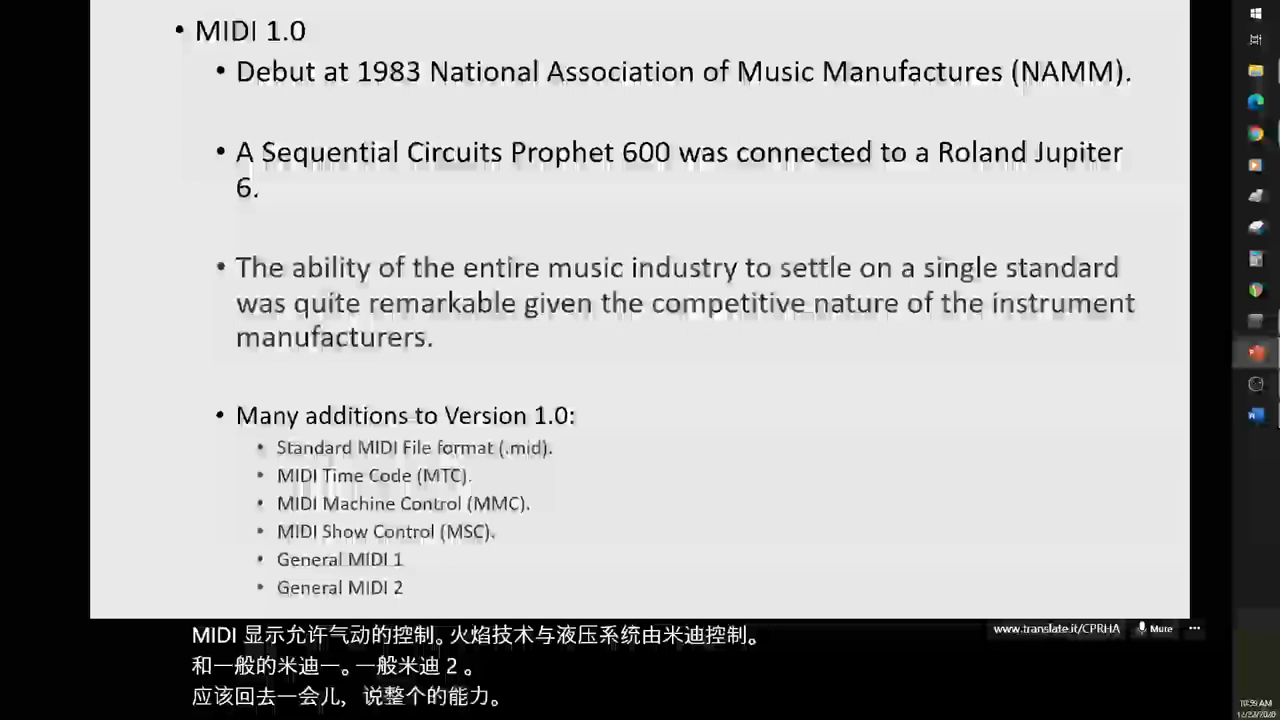 • MIDI 1.0
• Debut at 1983 National Association of Music Manufactures (NAMM).
• A Sequential Circuits Prophet 600 was connected to a Roland Jupiter
6.
• The ability of the entire music industry to settle on a single standard
was quite remarkable given the competitive nature of the instrument
manufacturers.
• Many additions to Version 1.0:
• Standard MIDI File format (.mid).
• MIDI Time Code (MTC).
• MIDI Machine Control (MMC).
• MIDI Show Control (MSC).
• General MIDI 1
• General MIDI 2
MIDI 显示允许气动的控制。火焰技术与液压系统由米迪控制。
和一般的米迪一。一般米迪 2 。
应该回去一会儿，说整个的能力。
www.translate.it/CPRHA Mute ...
10:59 AM